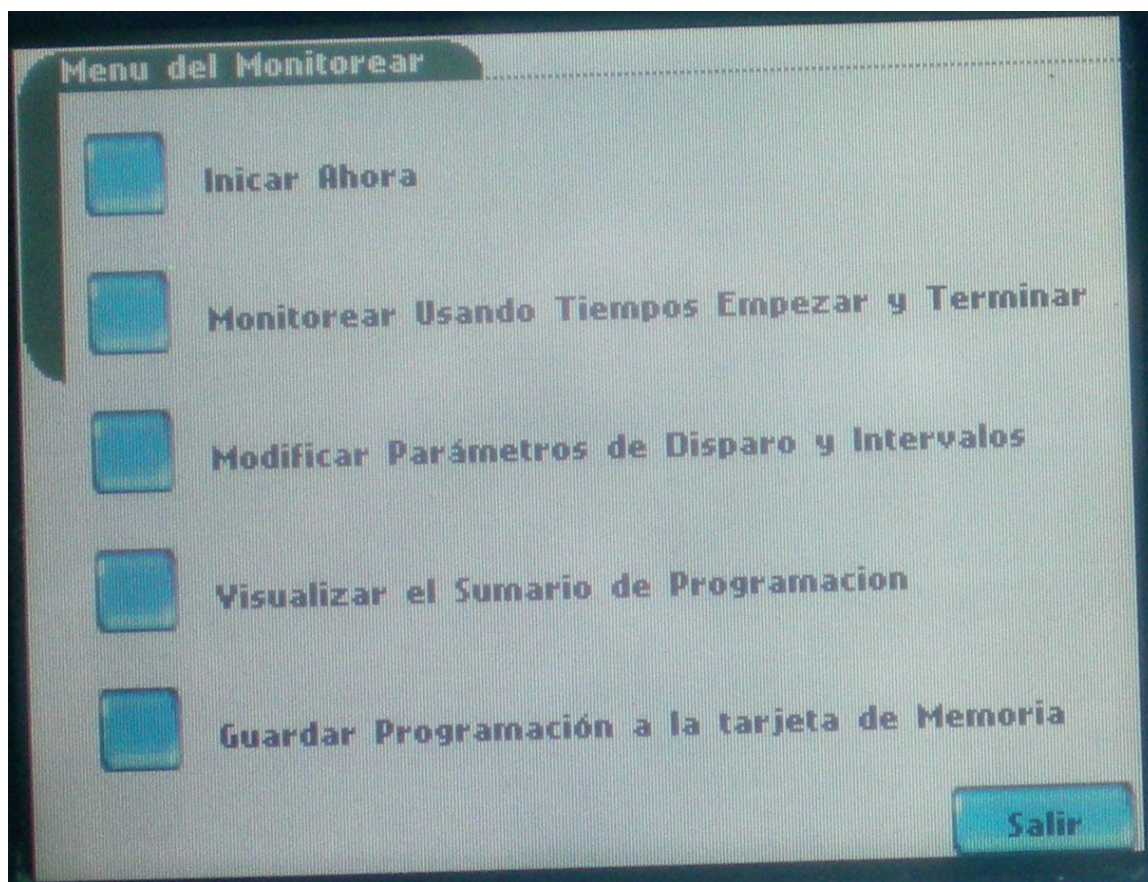 Menu del Monitorear
Inicar Ahora
Monitorear Usando Tiempos Empezar y Terminar
Modificar Parámetros de Disparo y Intervalos
Visualizar el Sumario de Programacion
Guardar Programación a la tarjeta de Memoria
Salir